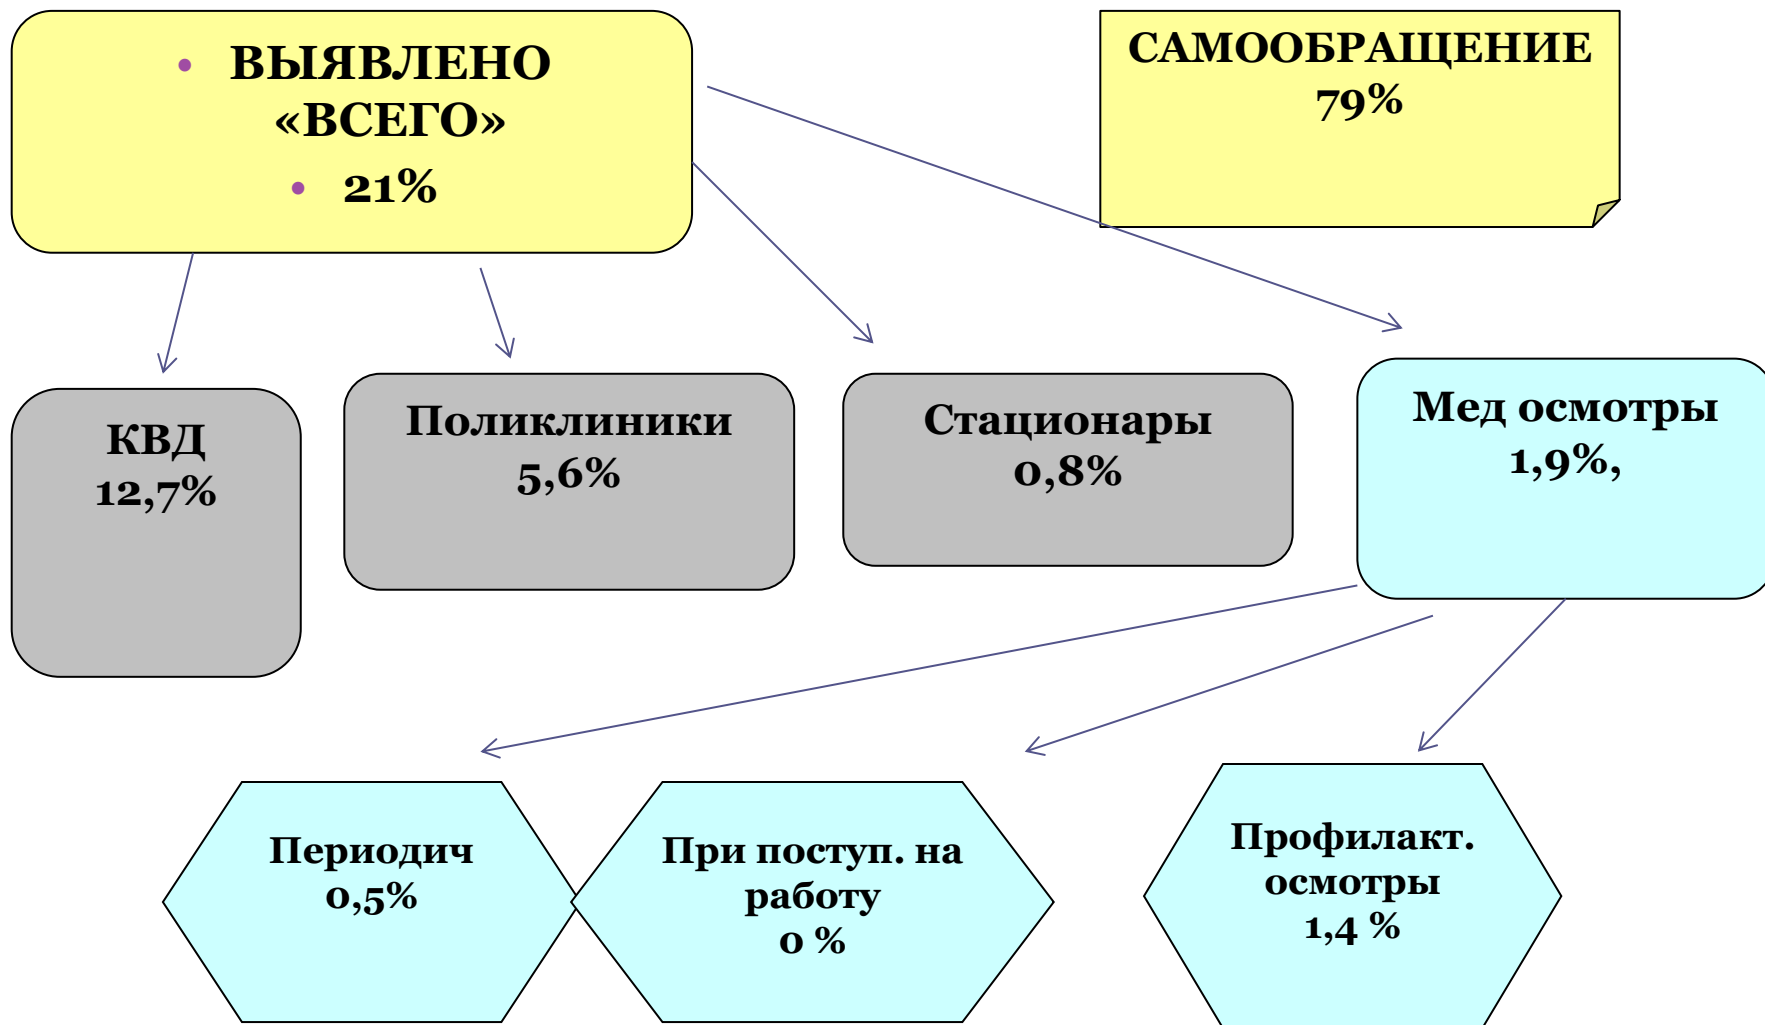 • ВЫЯВЛЕНО
«ВСЕГО»
• 21%
САМООБРАЩЕНИЕ
79%
КВД
12,7%
Поликлиники
5,6%
Стационары
0,8%
Мед осмотры
1,9%,
Периодич
0,5%
При поступ. на
работу
0 %
Профилакт.
осмотры
1,4 %